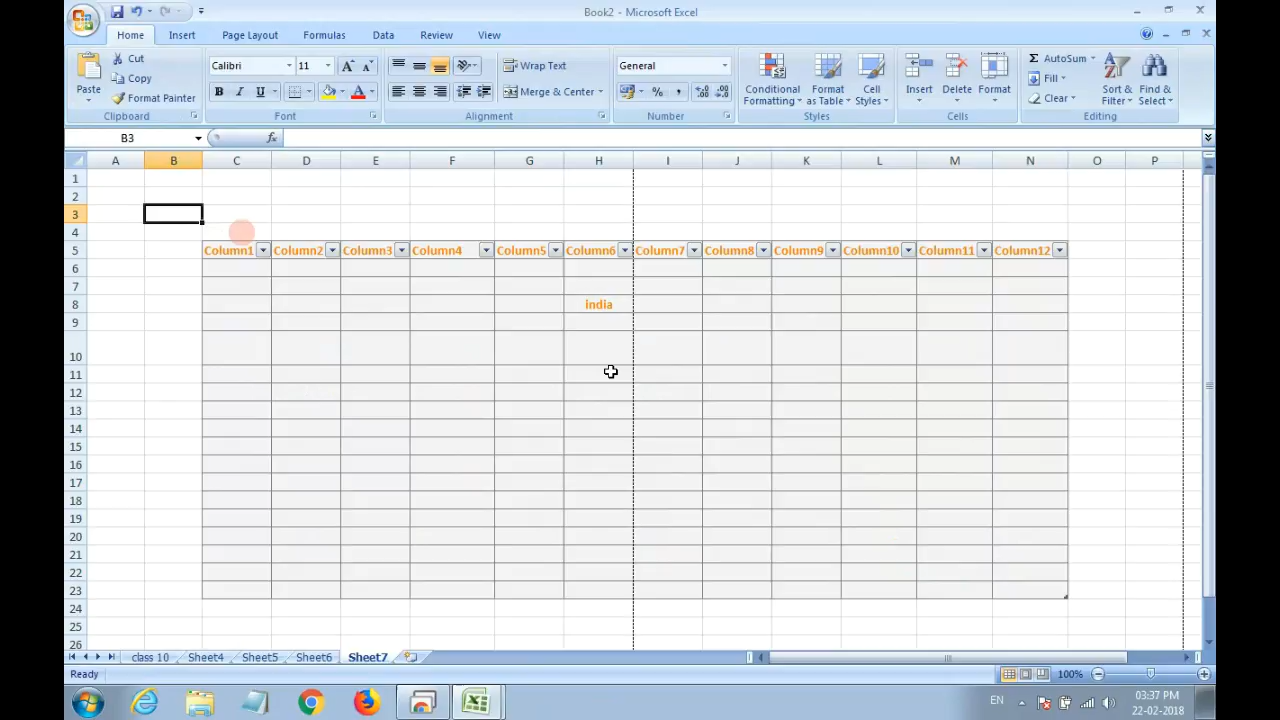 Book2 - Microsoft Excel
Home Insert Page Layout Formulas Data Review View
Paste
Cut
Copy
Format Painter
Clipboard
Calibri 11
B I U
Font
Wrap Text
Merge & Center
Alignment
General
% ,
Number
Conditional Formatting
Format as Table
Cell Styles
Styles
Insert Delete Format
Cells
AutoSum
Fill
Clear
Sort & Filter
Find & Select
Editing
B3 fx
A B C D E F G H I J K L M N O P
1
2
3
4
5 Column1 Column2 Column3 Column4 Column5 Column6 Column7 Column8 Column9 Column10 Column11 Column12
6
7
8 india
9
10
11
12
13
14
15
16
17
18
19
20
21
22
23
24
25
26
class 10 Sheet4 Sheet5 Sheet6 Sheet7
Ready 100%
EN 03:37 PM
22-02-2018